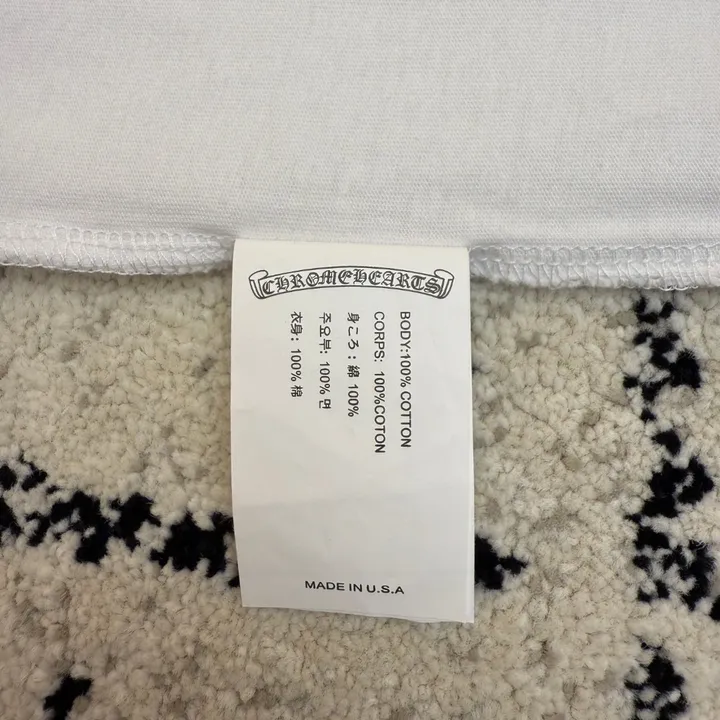 CHROMEHEARTS
BODY:100% COTTON
CORPS: 100%COTON
身ごろ : 綿 100%
주요부: 100% 면
衣身: 100% 棉
MADE IN U.S.A